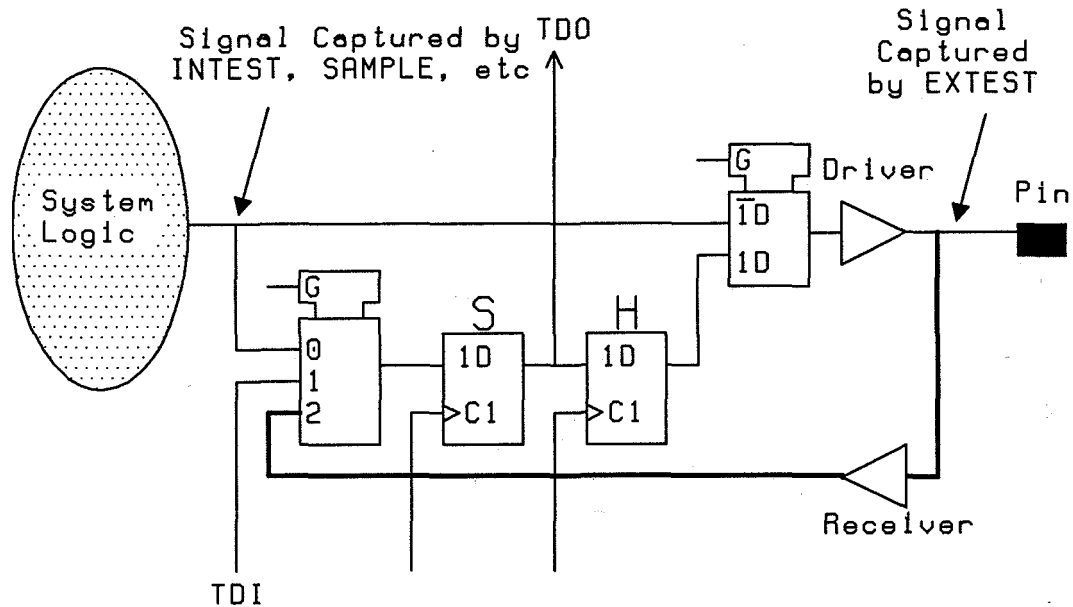 Signal Captured by
INTEST, SAMPLE, etc
TDO
Signal
Captured
by EXTEST
System
Logic
G
1̅D
1D
Driver
Pin
G
0
1
2
S
1D
C1
H
1D
C1
Receiver
TDI